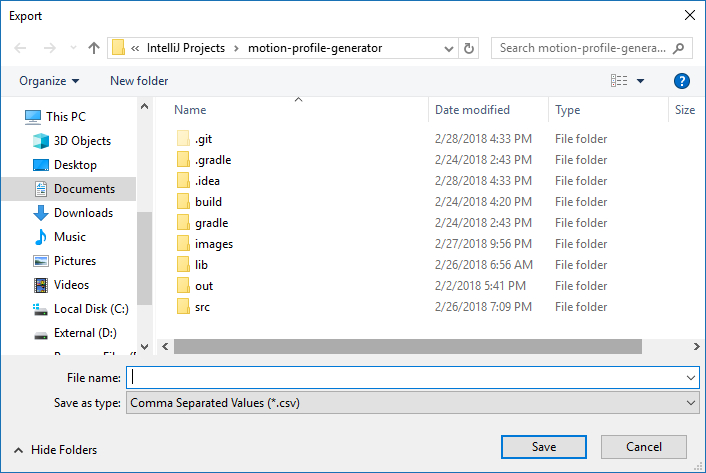 Export
IntelliJ Projects motion-profile-generator
Search motion-profile-genera...
Organize New folder
?
This PC
3D Objects
Desktop
Documents
Downloads
Music
Pictures
Videos
Local Disk (C:)
External (D:)
Name Date modified Type Size
.git 2/28/2018 4:33 PM File folder
.gradle 2/24/2018 2:43 PM File folder
.idea 2/28/2018 4:33 PM File folder
build 2/24/2018 4:20 PM File folder
gradle 2/24/2018 2:43 PM File folder
images 2/27/2018 9:56 PM File folder
lib 2/26/2018 6:56 AM File folder
out 2/2/2018 5:41 PM File folder
src 2/26/2018 7:09 PM File folder
File name:
Save as type: Comma Separated Values (*.csv)
Hide Folders Save Cancel